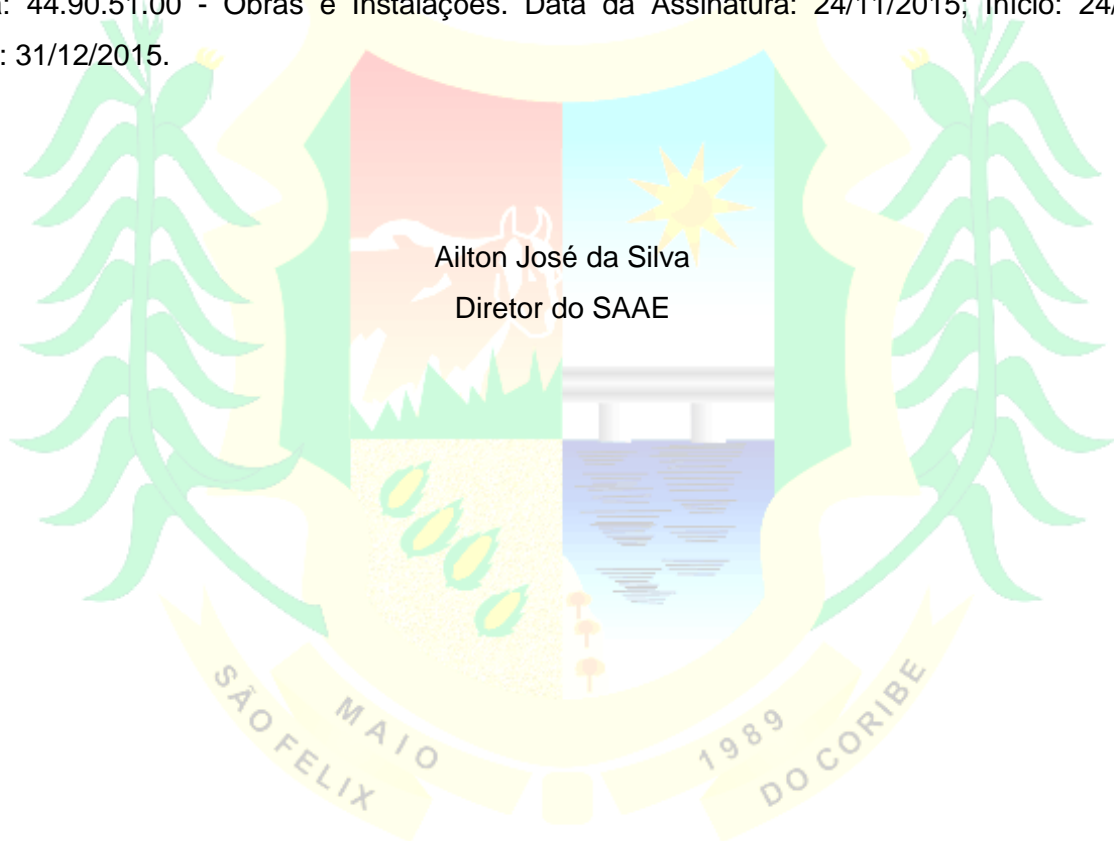 a: 44.90.51.00 - Obras e Instalações. Data da Assinatura: 24/11/2015; Início: 24/
: 31/12/2015.
Ailton José da Silva
Diretor do SAAE
SÃO FELIX
MAIO
1989
DO CORIBE